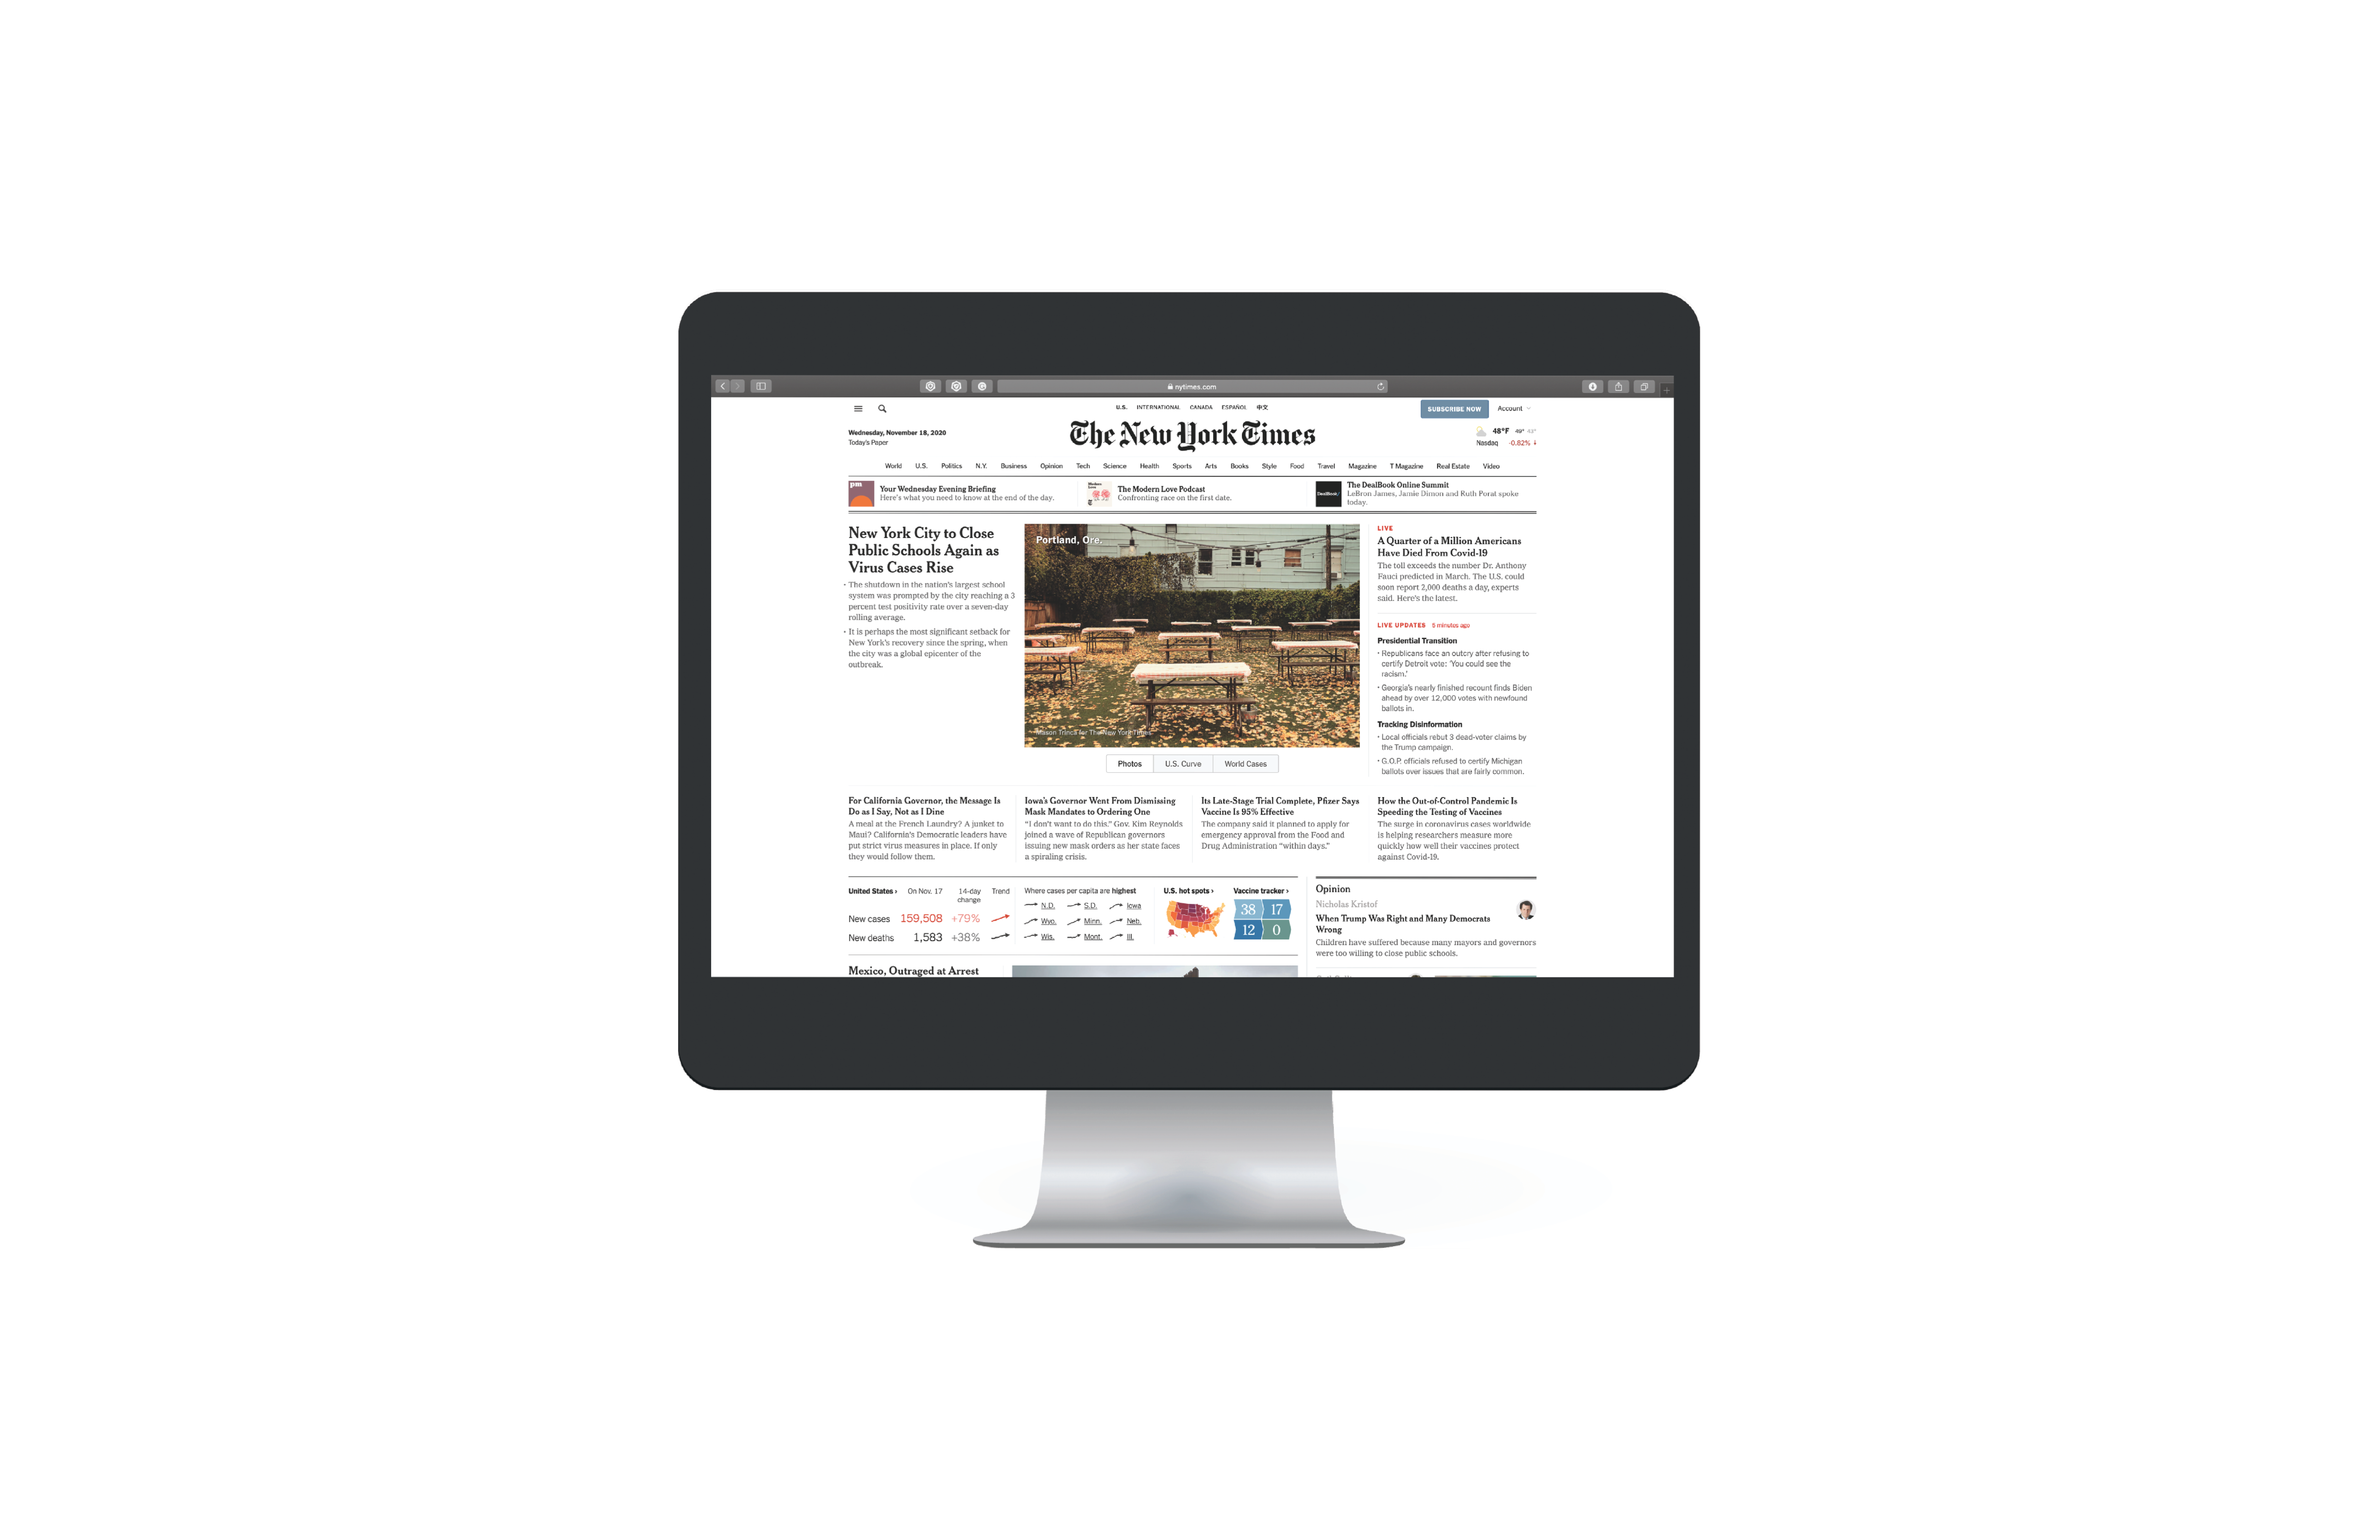 nytimes.com
U.S. INTERNATIONAL CANADA ESPAÑOL 中文
SUBSCRIBE NOW Account
Wednesday, November 18, 2020
Today's Paper
The New York Times
48°F 49° 43°
Nasdaq -0.82% ↓
World U.S. Politics N.Y. Business Opinion Tech Science Health Sports Arts Books Style Food Travel Magazine T Magazine Real Estate Video
pm
Your Wednesday Evening Briefing
Here's what you need to know at the end of the day.
Modern
Love
The Modern Love Podcast
Confronting race on the first date.
DealBook/
The DealBook Online Summit
LeBron James, Jamie Dimon and Ruth Porat spoke
today.
New York City to Close
Public Schools Again as
Virus Cases Rise
• The shutdown in the nation's largest school
system was prompted by the city reaching a 3
percent test positivity rate over a seven-day
rolling average.
• It is perhaps the most significant setback for
New York's recovery since the spring, when
the city was a global epicenter of the
outbreak.
Portland, Ore.
Mason Trinca for The New York Times
Photos U.S. Curve World Cases
LIVE
A Quarter of a Million Americans
Have Died From Covid-19
The toll exceeds the number Dr. Anthony
Fauci predicted in March. The U.S. could
soon report 2,000 deaths a day, experts
said. Here's the latest.
LIVE UPDATES 5 minutes ago
Presidential Transition
• Republicans face an outcry after refusing to
certify Detroit vote: 'You could see the
racism.'
• Georgia's nearly finished recount finds Biden
ahead by over 12,000 votes with newfound
ballots in.
Tracking Disinformation
• Local officials rebut 3 dead-voter claims by
the Trump campaign.
• G.O.P. officials refused to certify Michigan
ballots over issues that are fairly common.
For California Governor, the Message Is
Do as I Say, Not as I Dine
A meal at the French Laundry? A junket to
Maui? California's Democratic leaders have
put strict virus measures in place. If only
they would follow them.
Iowa's Governor Went From Dismissing
Mask Mandates to Ordering One
"I don't want to do this." Gov. Kim Reynolds
joined a wave of Republican governors
issuing new mask orders as her state faces
a spiraling crisis.
Its Late-Stage Trial Complete, Pfizer Says
Vaccine Is 95% Effective
The company said it planned to apply for
emergency approval from the Food and
Drug Administration "within days."
How the Out-of-Control Pandemic Is
Speeding the Testing of Vaccines
The surge in coronavirus cases worldwide
is helping researchers measure more
quickly how well their vaccines protect
against Covid-19.
United States › On Nov. 17 14-day Trend
change
New cases 159,508 +79%
New deaths 1,583 +38%
Where cases per capita are highest
N.D. S.D. Iowa
Wyo. Minn. Neb.
Wis. Mont. Ill.
U.S. hot spots ›
Vaccine tracker ›
38 17
12 0
Opinion
Nicholas Kristof
When Trump Was Right and Many Democrats
Wrong
Children have suffered because many mayors and governors
were too willing to close public schools.
Mexico, Outraged at Arrest